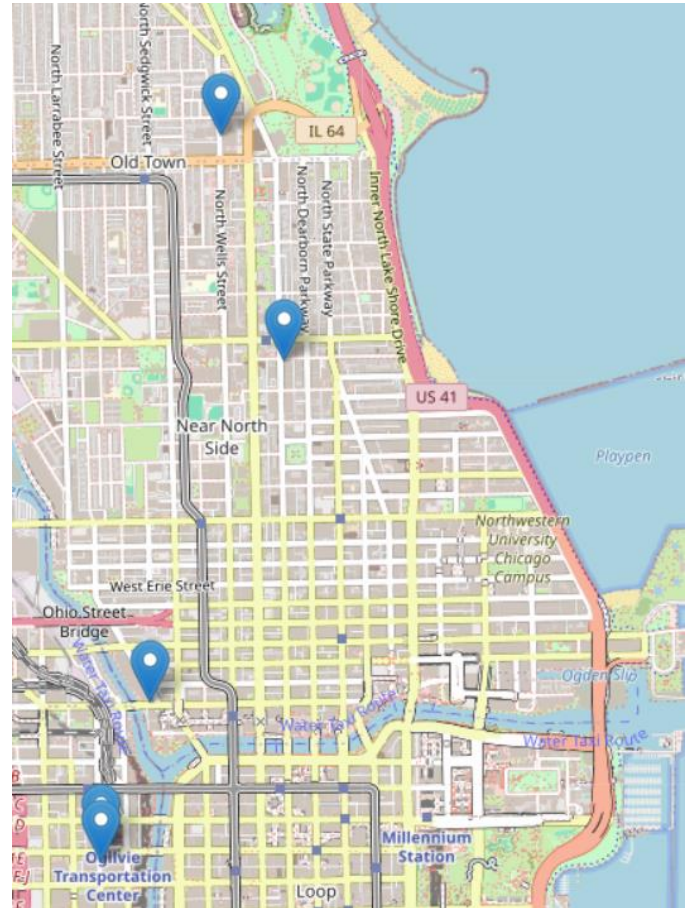 North Larrabee Street
North Sedgwick Street
IL 64
Old Town
North Wells Street
North Dearborn Parkway
North State Parkway
Inner North Lake Shore Drive
US 41
Near North
Side
Playpen
Northwestern
University
Chicago
Campus
West Erie Street
Ohio Street
Bridge
Water Taxi Route
Ogden Slip
Water Taxi Route
Water Taxi Route
Millennium
Station
Ogilvie
Transportation
Center
Loop